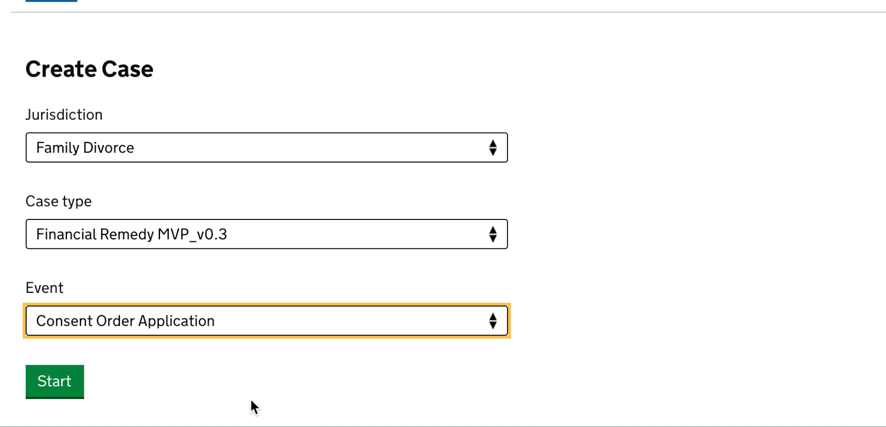 Create Case
Jurisdiction
Family Divorce
Case type
Financial Remedy MVP_v0.3
Event
Consent Order Application
Start